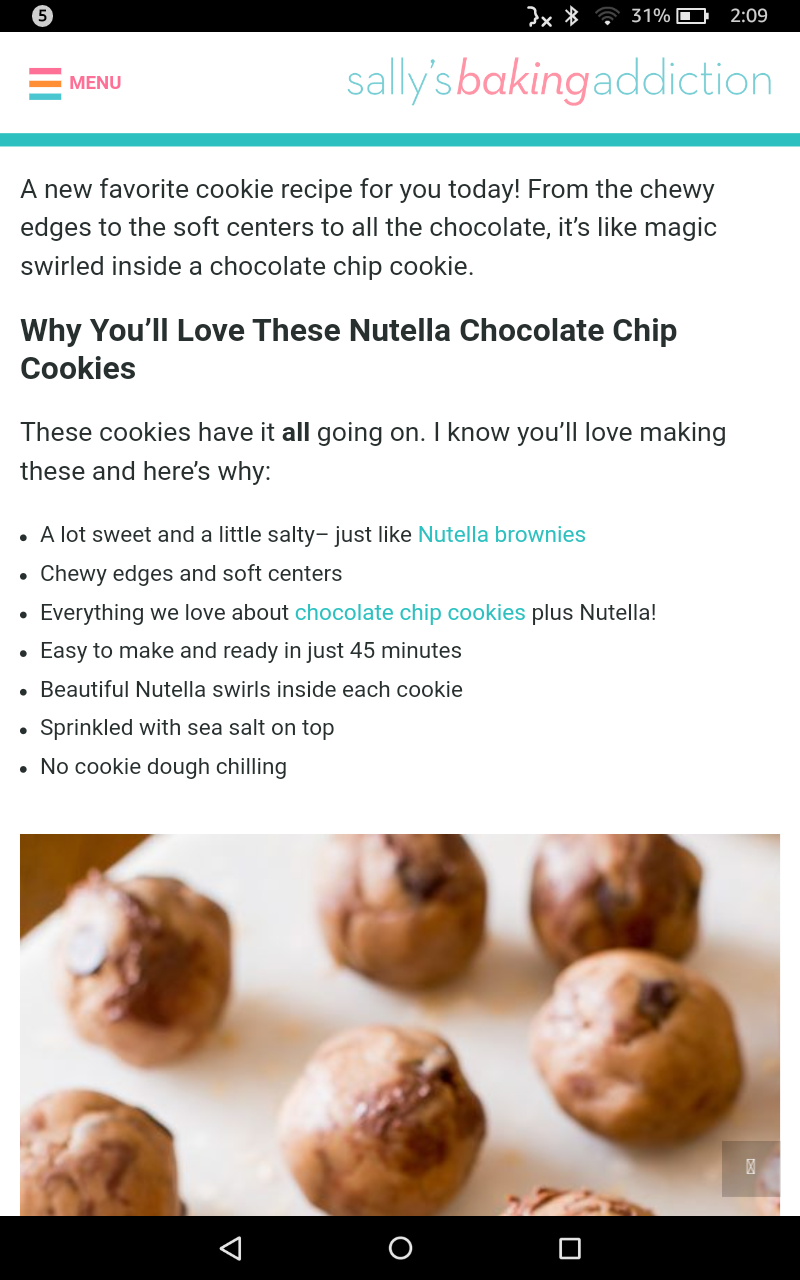 5
31%
2:09
MENU
sally's baking addiction
A new favorite cookie recipe for you today! From the chewy
edges to the soft centers to all the chocolate, it’s like magic
swirled inside a chocolate chip cookie.
Why You’ll Love These Nutella Chocolate Chip
Cookies
These cookies have it all going on. I know you’ll love making
these and here’s why:
• A lot sweet and a little salty– just like Nutella brownies
• Chewy edges and soft centers
• Everything we love about chocolate chip cookies plus Nutella!
• Easy to make and ready in just 45 minutes
• Beautiful Nutella swirls inside each cookie
• Sprinkled with sea salt on top
• No cookie dough chilling